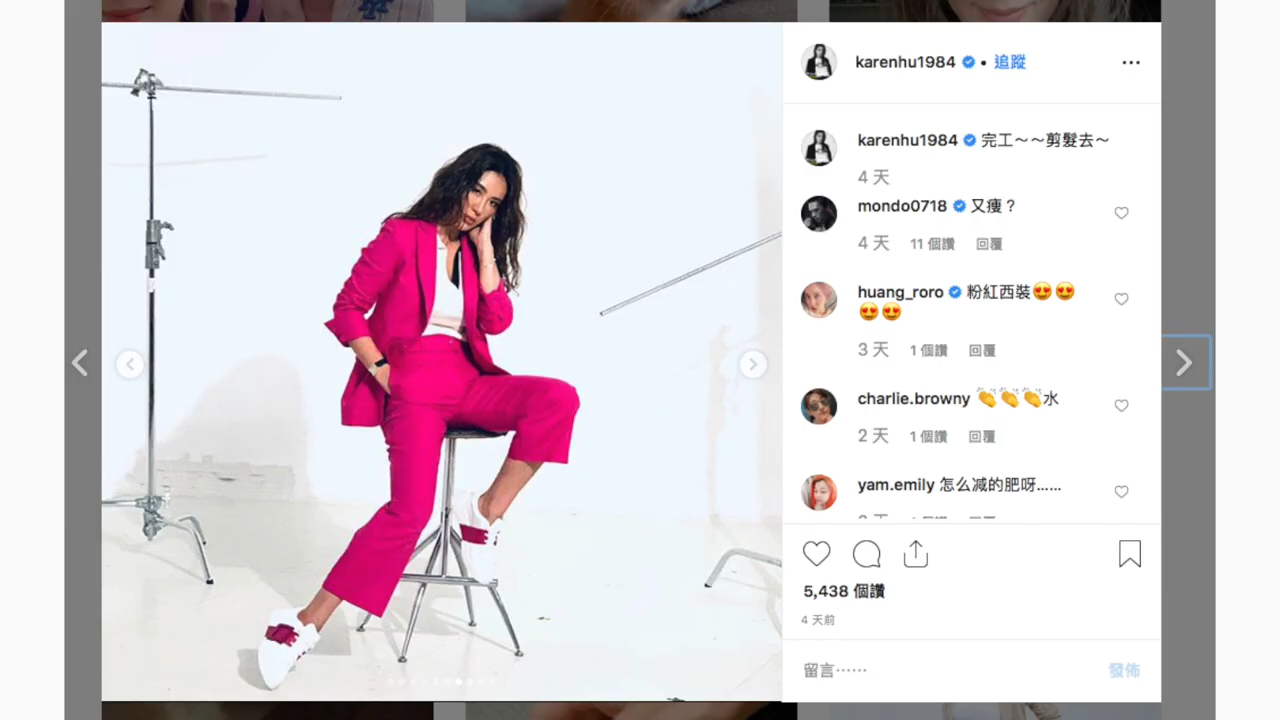 karenhu1984 • 追蹤
karenhu1984 完工～～剪髮去～
4 天
mondo0718 又瘦？
4 天 11 個讚 回覆
huang_roro 粉紅西裝😍😍
😍😍
3 天 1 個讚 回覆
charlie.browny 👏👏👏水
2 天 1 個讚 回覆
yam.emily 怎么减的肥呀......
5,438 個讚
4 天前
留言⋯⋯
發佈